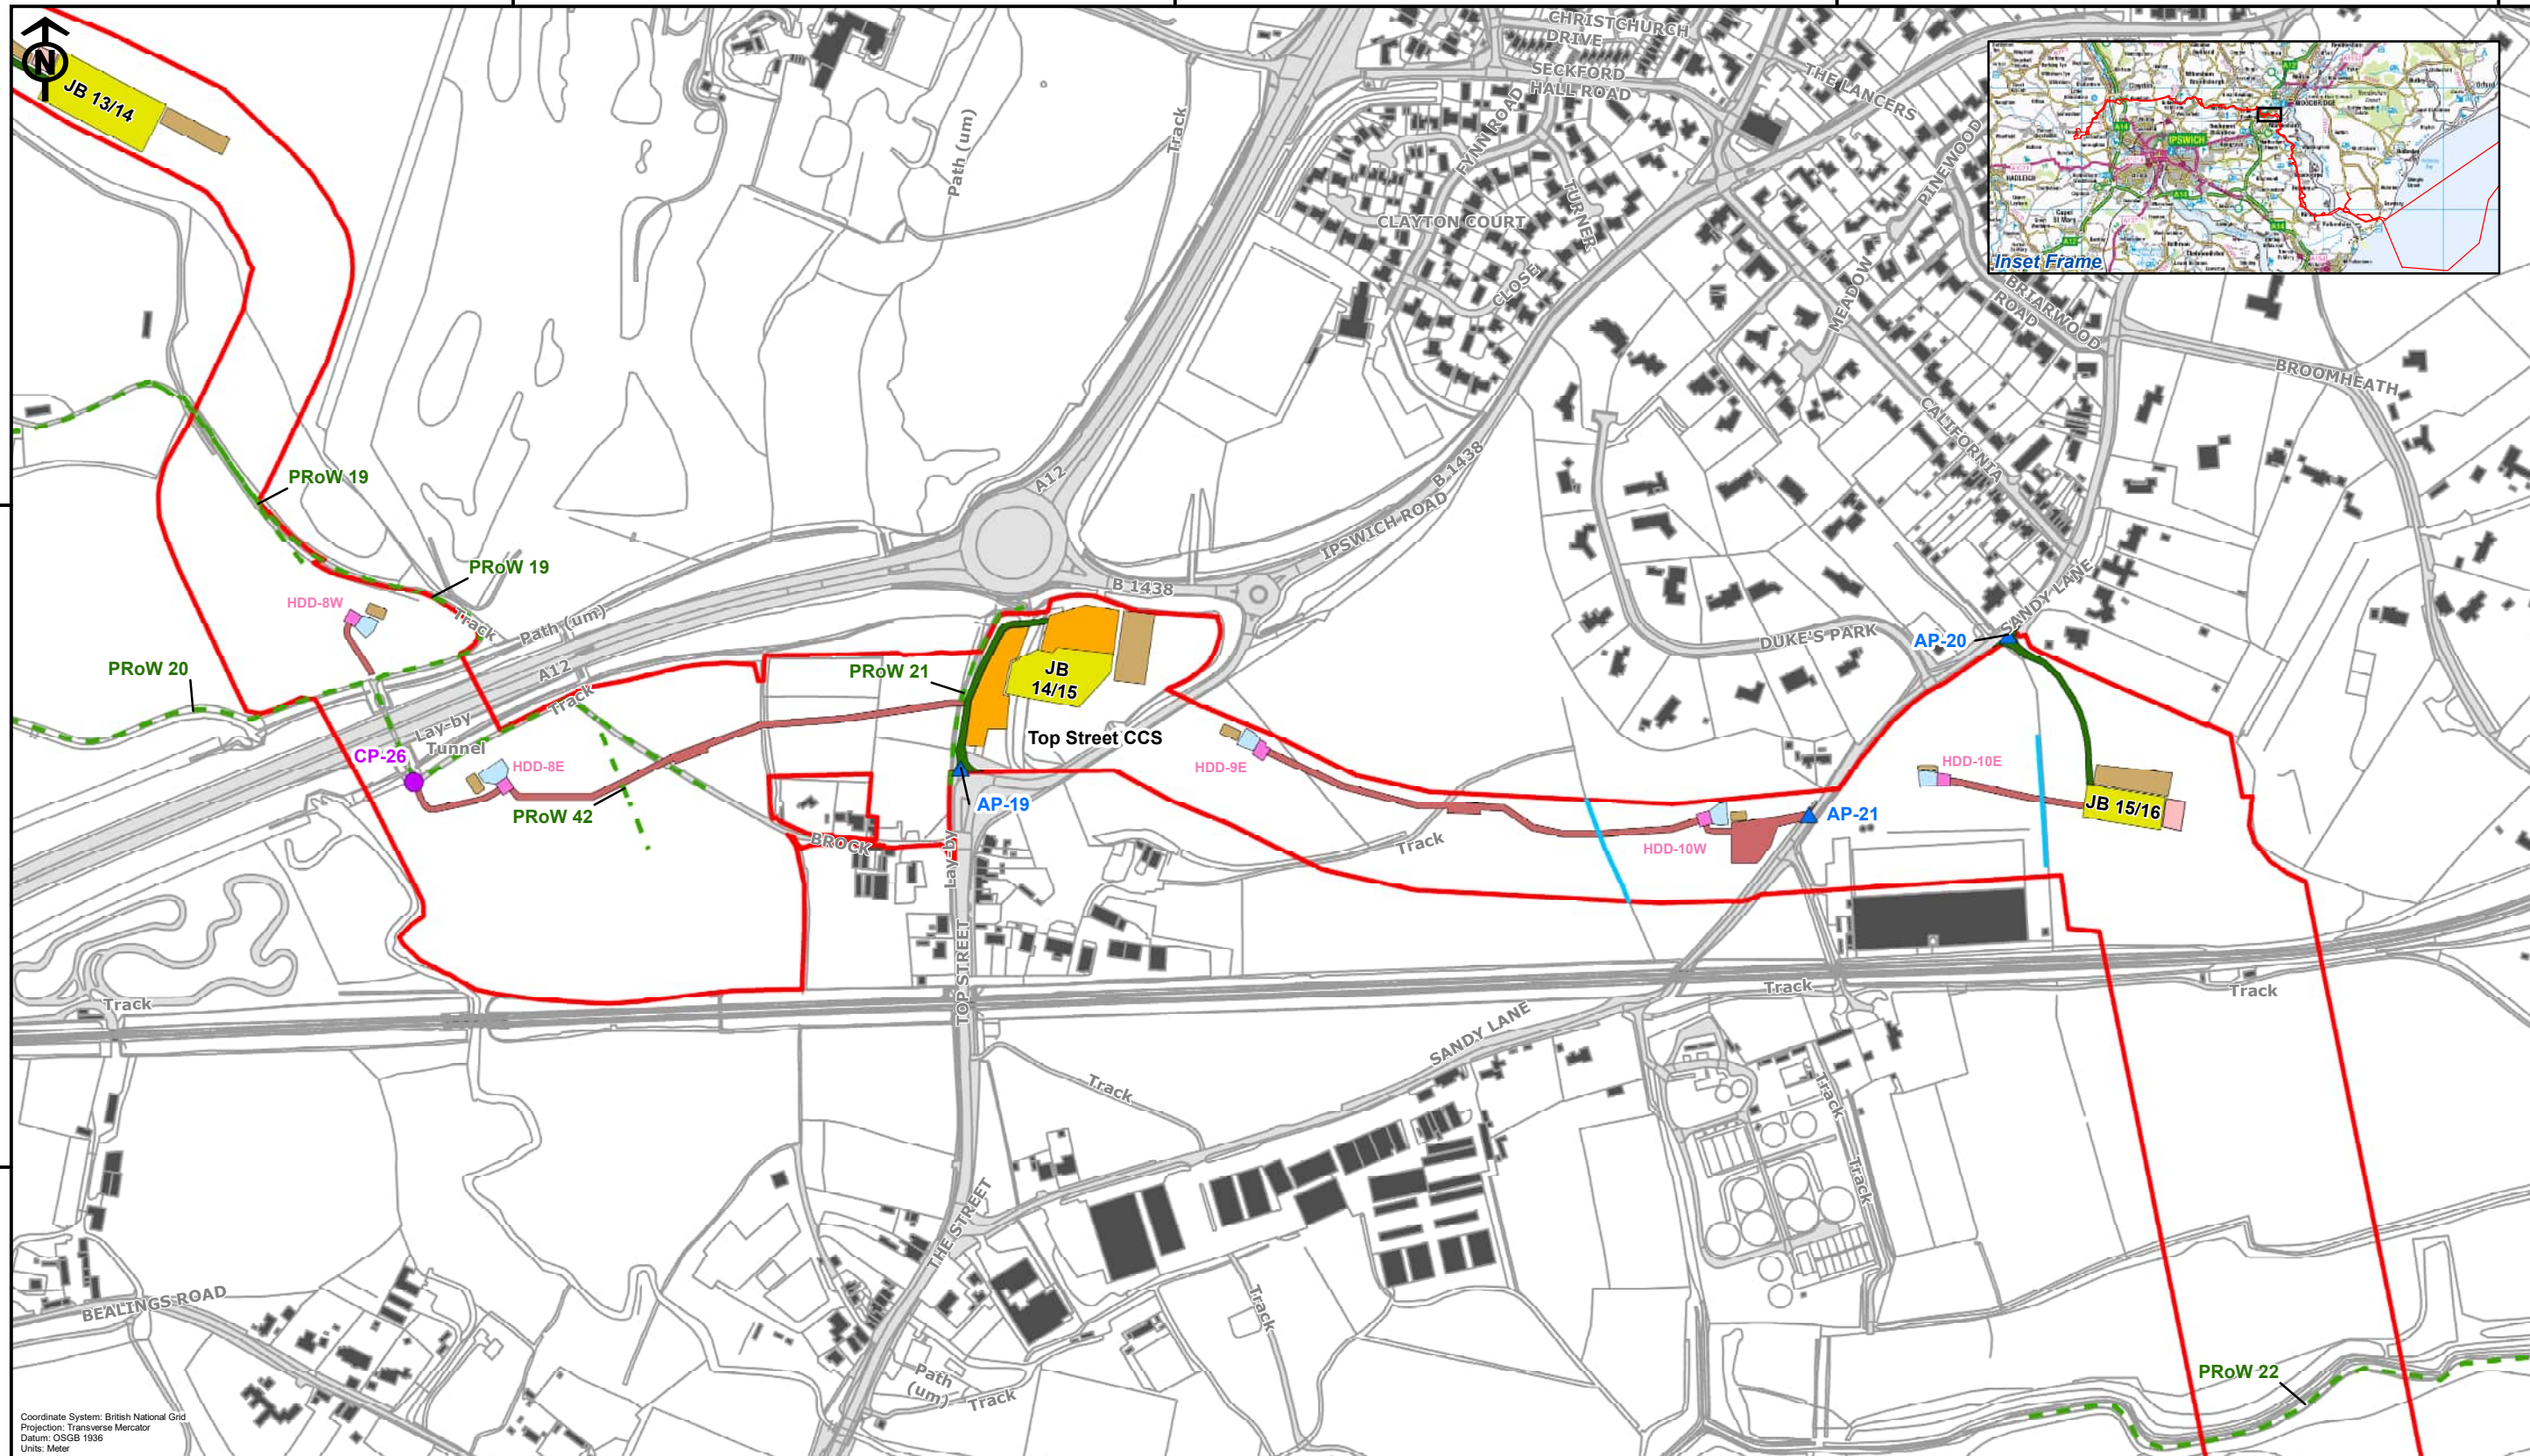 N
JB 13/14
CHRISTCHURCH
DRIVE
SECKFORD
HALL ROAD
THE LANCERS
FYNN ROAD
TURNER
CLAYTON COURT
CLOSE
PINEWOOD
MEADOW
BRIARWOOD
ROAD
BROOMHEATH
CALIFORNIA
Path (um)
Track
IPSWICH
WOODBRIDGE
HADLEIGH
A14
A12
Inset Frame
PRoW 19
PRoW 19
A12
B 1438
IPSWICH ROAD
B 1438
HDD-8W
Track
Path (um)
A12
PRoW 20
Track
Lay-by
Tunnel
CP-26
HDD-8E
PRoW 42
PRoW 21
JB
14/15
Top Street CCS
AP-19
BROCK
Lay-by
TOP STREET
HDD-9E
Track
HDD-10W
AP-21
DUKE'S PARK
AP-20
SANDY LANE
HDD-10E
JB 15/16
Track
Track
Track
SANDY LANE
Track
Track
Track
THE STREET
Track
BEALINGS ROAD
Path
(um)
Track
PRoW 22
Coordinate System: British National Grid
Projection: Transverse Mercator
Datum: OSGB 1936
Units: Meter